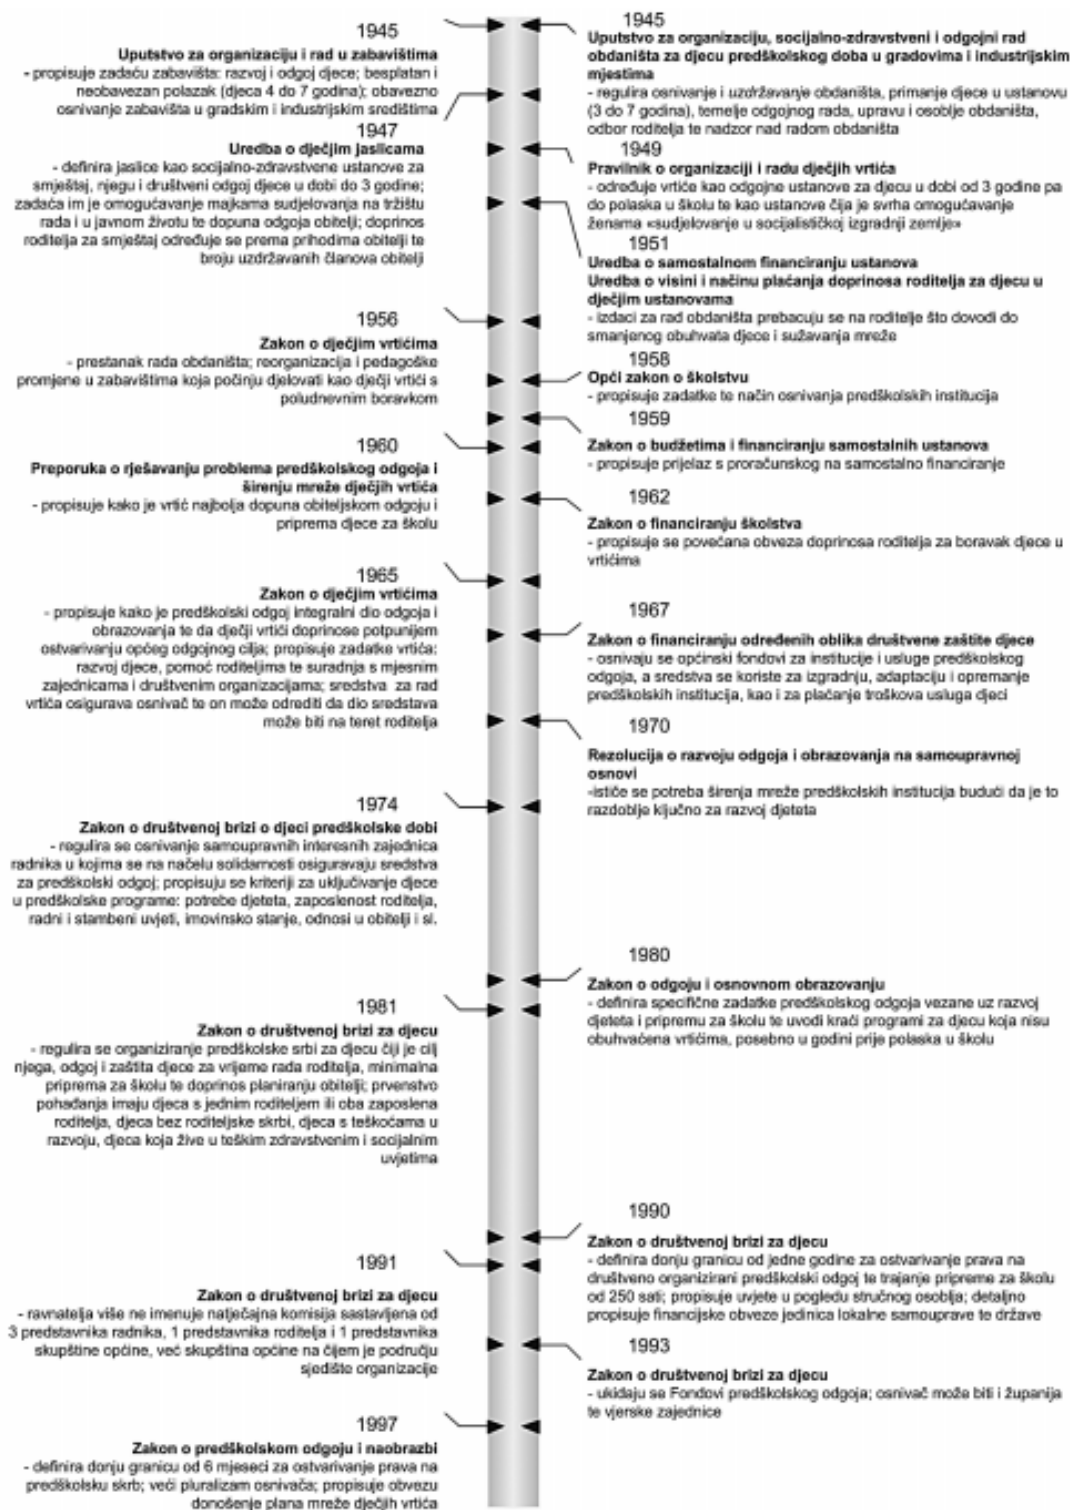 1945
Uputstvo za organizaciju i rad u zabavištima
- propisuje zadaću zabavišta: razvoj i odgoj djece; besplatan i
neobavezan polazak (djeca 4 do 7 godina); obavezno
osnivanje zabavišta u gradskim i industrijskim središtima
1945
Uputstvo za organizaciju, socijalno-zdravstveni i odgojni rad
obdaništa za djecu predškolskog doba u gradovima i industrijskim
mjestima
- regulira osnivanje i uzdržavanje obdaništa, primanje djece u ustanovu
(3 do 7 godina), temelje odgojnog rada, upravu i osoblje obdaništa,
odbor roditelja te nadzor nad radom obdaništa
1947
Uredba o dječjim jaslicama
- definira jaslice kao socijalno-zdravstvene ustanove za
smještaj, njegu i društveni odgoj djece u dobi do 3 godine;
zadaća im je omogućavanje majkama sudjelovanja na tržištu
rada i u javnom životu te dopuna odgoja obitelji; doprinos
roditelja za smještaj određuje se prema prihodima obitelji te
broju uzdržavanih članova obitelji
1949
Pravilnik o organizaciji i radu dječjih vrtića
- određuje vrtiće kao odgojne ustanove za djecu u dobi od 3 godine pa
do polaska u školu te kao ustanove čija je svrha omogućavanje
ženama «sudjelovanje u socijalističkoj izgradnji zemlje»
1951
Uredba o samostalnom financiranju ustanova
Uredba o visini i načinu plaćanja doprinosa roditelja za djecu u
dječjim ustanovama
- izdaci za rad obdaništa prebacuju se na roditelje što dovodi do
smanjenog obuhvata djece i sužavanja mreže
1956
Zakon o dječjim vrtićima
- prestanak rada obdaništa; reorganizacija i pedagoške
promjene u zabavištima koja počinju djelovati kao dječji vrtići s
poludnevnim boravkom
1958
Opći zakon o školstvu
- propisuje zadatke te način osnivanja predškolskih institucija
1959
Zakon o budžetima i financiranju samostalnih ustanova
- propisuje prijelaz s proračunskog na samostalno financiranje
1960
Preporuka o rješavanju problema predškolskog odgoja i
širenju mreže dječjih vrtića
- propisuje kako je vrtić najbolja dopuna obiteljskom odgoju i
priprema djece za školu
1962
Zakon o financiranju školstva
- propisuje se povećana obveza doprinosa roditelja za boravak djece u
vrtićima
1965
Zakon o dječjim vrtićima
- propisuje kako je predškolski odgoj integralni dio odgoja i
obrazovanja te da dječji vrtići doprinose potpunijem
ostvarivanju općeg odgojnog cilja; propisuje zadatke vrtića:
razvoj djece, pomoć roditeljima te suradnja s mjesnim
zajednicama i društvenim organizacijama; sredstva za rad
vrtića osigurava osnivač te on može odrediti da dio sredstava
može biti na teret roditelja
1967
Zakon o financiranju određenih oblika društvene zaštite djece
- osnivaju se općinski fondovi za institucije i usluge predškolskog
odgoja, a sredstva se koriste za izgradnju, adaptaciju i opremanje
predškolskih institucija, kao i za plaćanje troškova usluga djeci
1970
Rezolucija o razvoju odgoja i obrazovanja na samoupravnoj
osnovi
-ističe se potreba širenja mreže predškolskih institucija budući da je to
razdoblje ključno za razvoj djeteta
1974
Zakon o društvenoj brizi o djeci predškolske dobi
- regulira se osnivanje samoupravnih interesnih zajednica
radnika u kojima se na načelu solidarnosti osiguravaju sredstva
za predškolski odgoj; propisuju se kriteriji za uključivanje djece
u predškolske programe: potrebe djeteta, zaposlenost roditelja,
radni i stambeni uvjeti, imovinsko stanje, odnosi u obitelji i sl.
1980
Zakon o odgoju i osnovnom obrazovanju
- definira specifične zadatke predškolskog odgoja vezane uz razvoj
djeteta i pripremu za školu te uvodi kraći programi za djecu koja nisu
obuhvaćena vrtićima, posebno u godini prije polaska u školu
1981
Zakon o društvenoj brizi za djecu
- regulira se organiziranje predškolske srbi za djecu čiji je cilj
njega, odgoj i zaštita djece za vrijeme rada roditelja, minimalna
priprema za školu te doprinos planiranju obitelji; prvenstvo
pohađanja imaju djeca s jednim roditeljem ili oba zaposlena
roditelja, djeca bez roditeljske skrbi, djeca s teškoćama u
razvoju, djeca koja žive u teškim zdravstvenim i socijalnim
uvjetima
1990
Zakon o društvenoj brizi za djecu
- definira donju granicu od jedne godine za ostvarivanje prava na
društveno organizirani predškolski odgoj te trajanje pripreme za školu
od 250 sati; propisuje uvjete u pogledu stručnog osoblja; detaljno
propisuje financijske obveze jedinica lokalne samouprave te države
1991
Zakon o društvenoj brizi za djecu
- ravnatelja više ne imenuje natječajna komisija sastavljena od
3 predstavnika radnika, 1 predstavnika roditelja i 1 predstavnika
skupštine općine, već skupština općine na čijem je području
sjedište organizacije
1993
Zakon o društvenoj brizi za djecu
- ukidaju se Fondovi predškolskog odgoja; osnivač može biti i županija
te vjerske zajednice
1997
Zakon o predškolskom odgoju i naobrazbi
- definira donju granicu od 6 mjeseci za ostvarivanje prava na
predškolsku skrb; veći pluralizam osnivača; propisuje obvezu
donošenje plana mreže dječjih vrtića